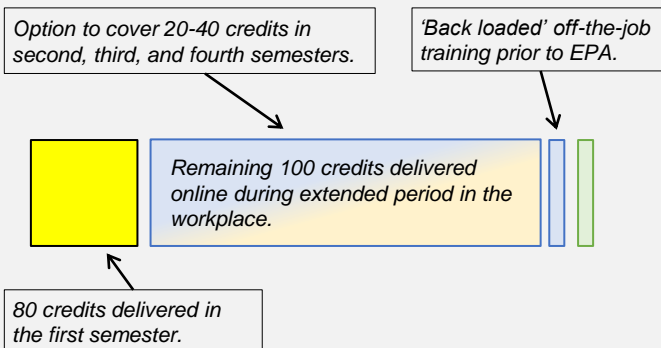 Option to cover 20-40 credits in
second, third, and fourth semesters.
‘Back loaded’ off-the-job
training prior to EPA.
Remaining 100 credits delivered
online during extended period in the
workplace.
80 credits delivered in
the first semester.